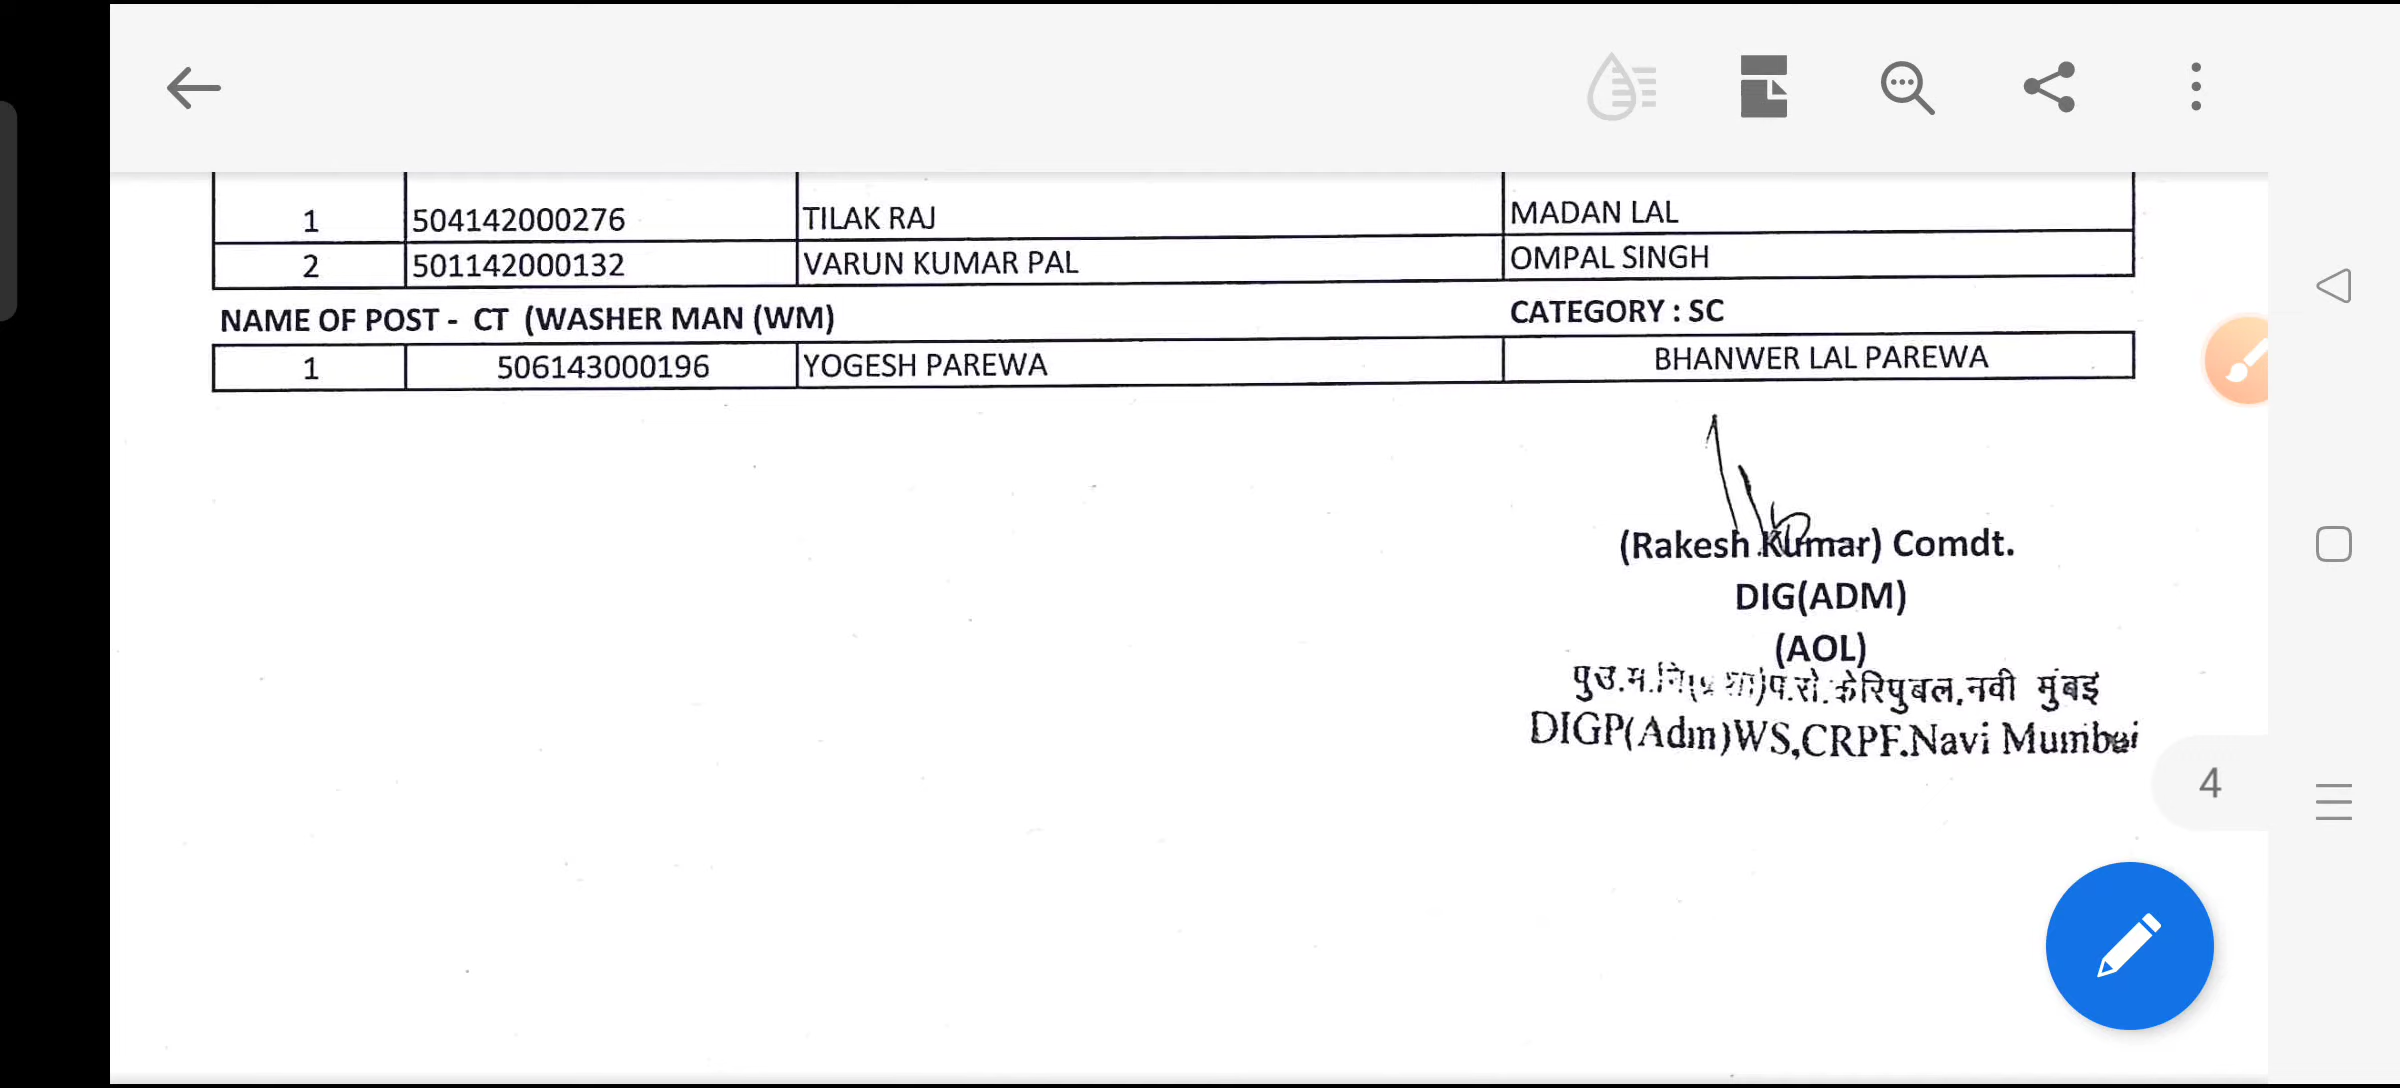 1 504142000276 TILAK RAJ MADAN LAL
2 501142000132 VARUN KUMAR PAL OMPAL SINGH
NAME OF POST - CT (WASHER MAN (WM) CATEGORY : SC
1 506143000196 YOGESH PAREWA BHANWER LAL PAREWA
(Rakesh Kumar) Comdt.
DIG(ADM)
(AOL)
पु.उ.म.नि. के.रि.पु.बल, नवी मुंबई
DIGP(Adm)WS,CRPF.Navi Mumbai
4